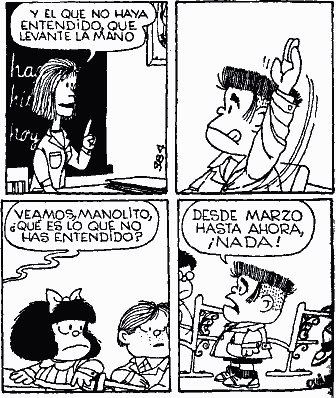 Y EL QUE NO HAYA
ENTENDIDO, QUE
LEVANTE LA MANO
ha
hi
hoy
384
VEAMOS, MANOLITO,
¿QUÉ ES LO QUE NO
HAS ENTENDIDO?
DESDE MARZO
HASTA AHORA,
¡NADA!